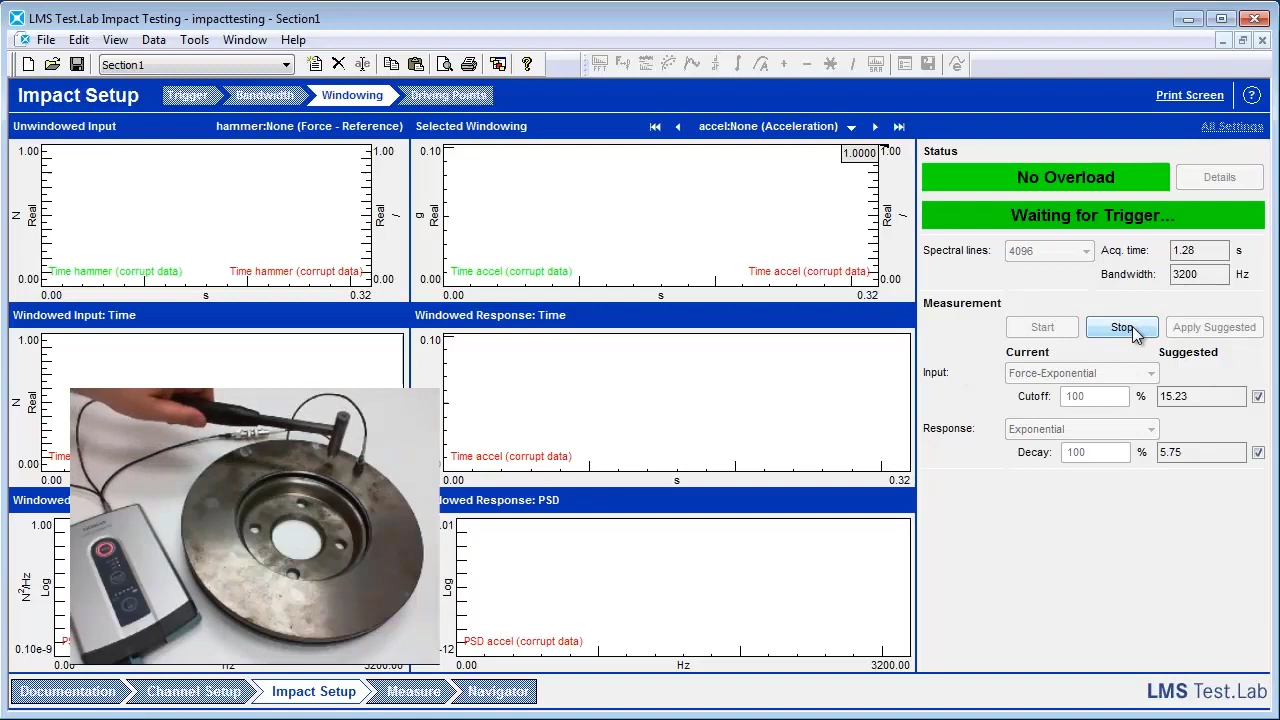 LMS Test.Lab Impact Testing - impacttesting - Section1
File Edit View Data Tools Window Help
Section1
Impact Setup Trigger Bandwidth Windowing Driving Points Print Screen
Unwindowed Input hammer:None (Force - Reference) Selected Windowing accel:None (Acceleration) All Settings
Status
No Overload Details
Waiting for Trigger...
Spectral lines: 4096 Acq. time: 1.28 s
Bandwidth: 3200 Hz
Measurement
Start Stop Apply Suggested
Current Suggested
Input: Force-Exponential
Cutoff: 100 % 15.23
Response: Exponential
Decay: 100 % 5.75
1.00 1.00 0.10 1.0000 1.00
N Real Real / g Real Real /
Time hammer (corrupt data) Time hammer (corrupt data) Time accel (corrupt data) Time accel (corrupt data)
0.00 0.00 0.00 0.00
0.00 s 0.32 0.00 s 0.32
Windowed Input: Time Windowed Response: Time
1.00 0.10
N Real Real
Time accel (corrupt data)
0.00
s 0.32
Response: PSD
1.00
N²/Hz Log Log
PSD accel (corrupt data)
0.10e-9 -12
0.00 Hz 3200.00 0.00 Hz 3200.00
Documentation Channel Setup Impact Setup Measure Navigator
LMS Test.Lab